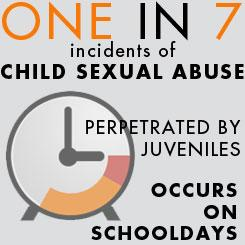 ONE IN 7
incidents of
CHILD SEXUAL ABUSE
PERPETRATED BY
JUVENILES
OCCURS
ON
SCHOOLDAYS